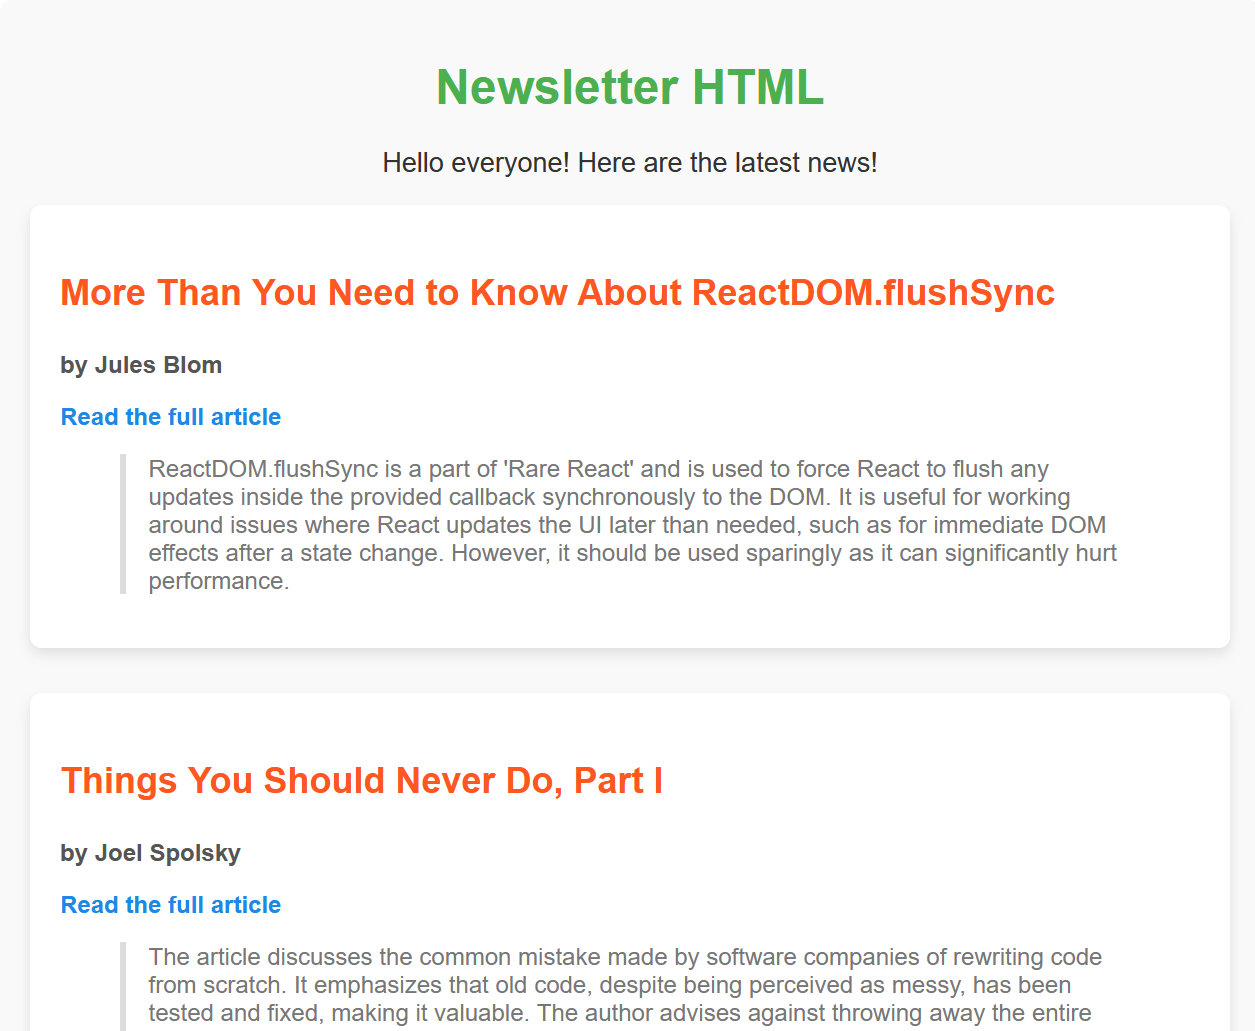 Newsletter HTML
Hello everyone! Here are the latest news!
More Than You Need to Know About ReactDOM.flushSync
by Jules Blom
Read the full article
ReactDOM.flushSync is a part of 'Rare React' and is used to force React to flush any
updates inside the provided callback synchronously to the DOM. It is useful for working
around issues where React updates the UI later than needed, such as for immediate DOM
effects after a state change. However, it should be used sparingly as it can significantly hurt
performance.
Things You Should Never Do, Part I
by Joel Spolsky
Read the full article
The article discusses the common mistake made by software companies of rewriting code
from scratch. It emphasizes that old code, despite being perceived as messy, has been
tested and fixed, making it valuable. The author advises against throwing away the entire